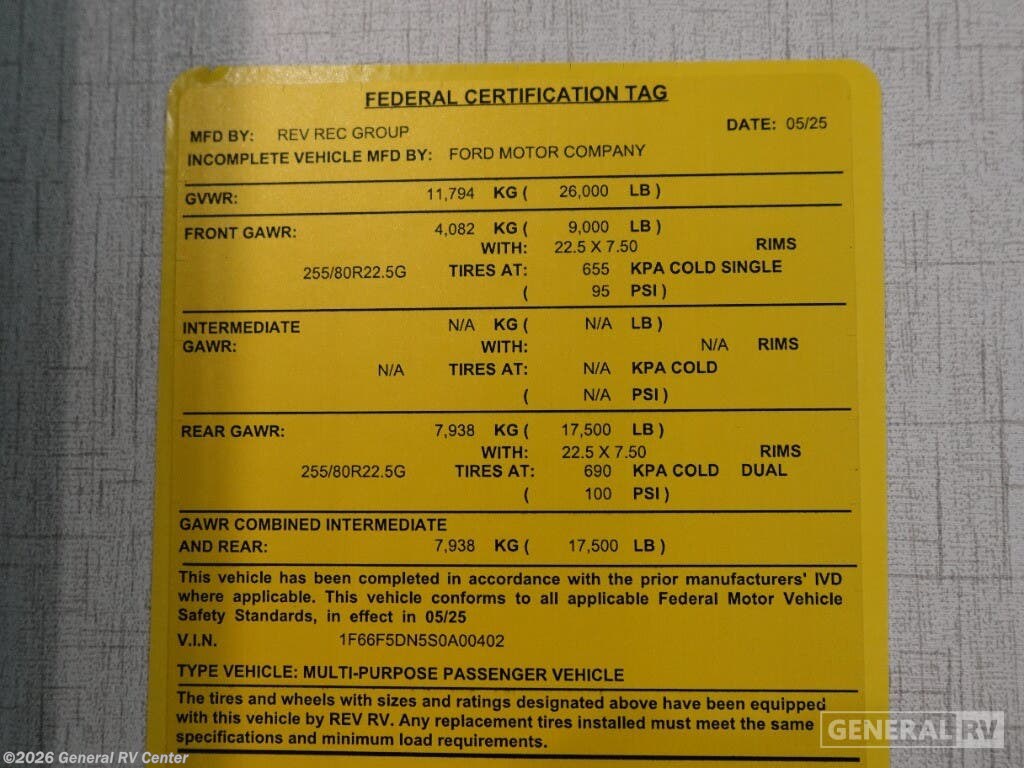 FEDERAL CERTIFICATION TAG
MFD BY: REV REC GROUP DATE: 05/25
INCOMPLETE VEHICLE MFD BY: FORD MOTOR COMPANY
GVWR: 11,794 KG ( 26,000 LB )
FRONT GAWR: 4,082 KG ( 9,000 LB )
WITH: 22.5 X 7.50 RIMS
255/80R22.5G TIRES AT: 655 KPA COLD SINGLE
( 95 PSI )
INTERMEDIATE N/A KG ( N/A LB )
GAWR: WITH: N/A RIMS
N/A TIRES AT: N/A KPA COLD
( N/A PSI )
REAR GAWR: 7,938 KG ( 17,500 LB )
WITH: 22.5 X 7.50 RIMS
255/80R22.5G TIRES AT: 690 KPA COLD DUAL
( 100 PSI )
GAWR COMBINED INTERMEDIATE
AND REAR: 7,938 KG ( 17,500 LB )
This vehicle has been completed in accordance with the prior manufacturers' IVD
where applicable. This vehicle conforms to all applicable Federal Motor Vehicle
Safety Standards, in effect in 05/25
V.I.N. 1F66F5DN5S0A00402
TYPE VEHICLE: MULTI-PURPOSE PASSENGER VEHICLE
The tires and wheels with sizes and ratings designated above have been equipped
with this vehicle by REV RV. Any replacement tires installed must meet the same
specifications and minimum load requirements.
GENERAL RV
©2026 General RV Center